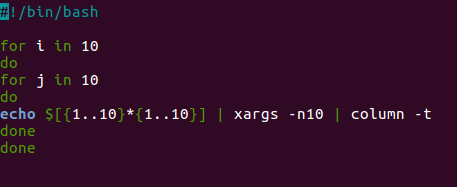 #!/bin/bash
for i in 10
do
for j in 10
do
echo $[{1..10}*{1..10}] | xargs -n10 | column -t
done
done